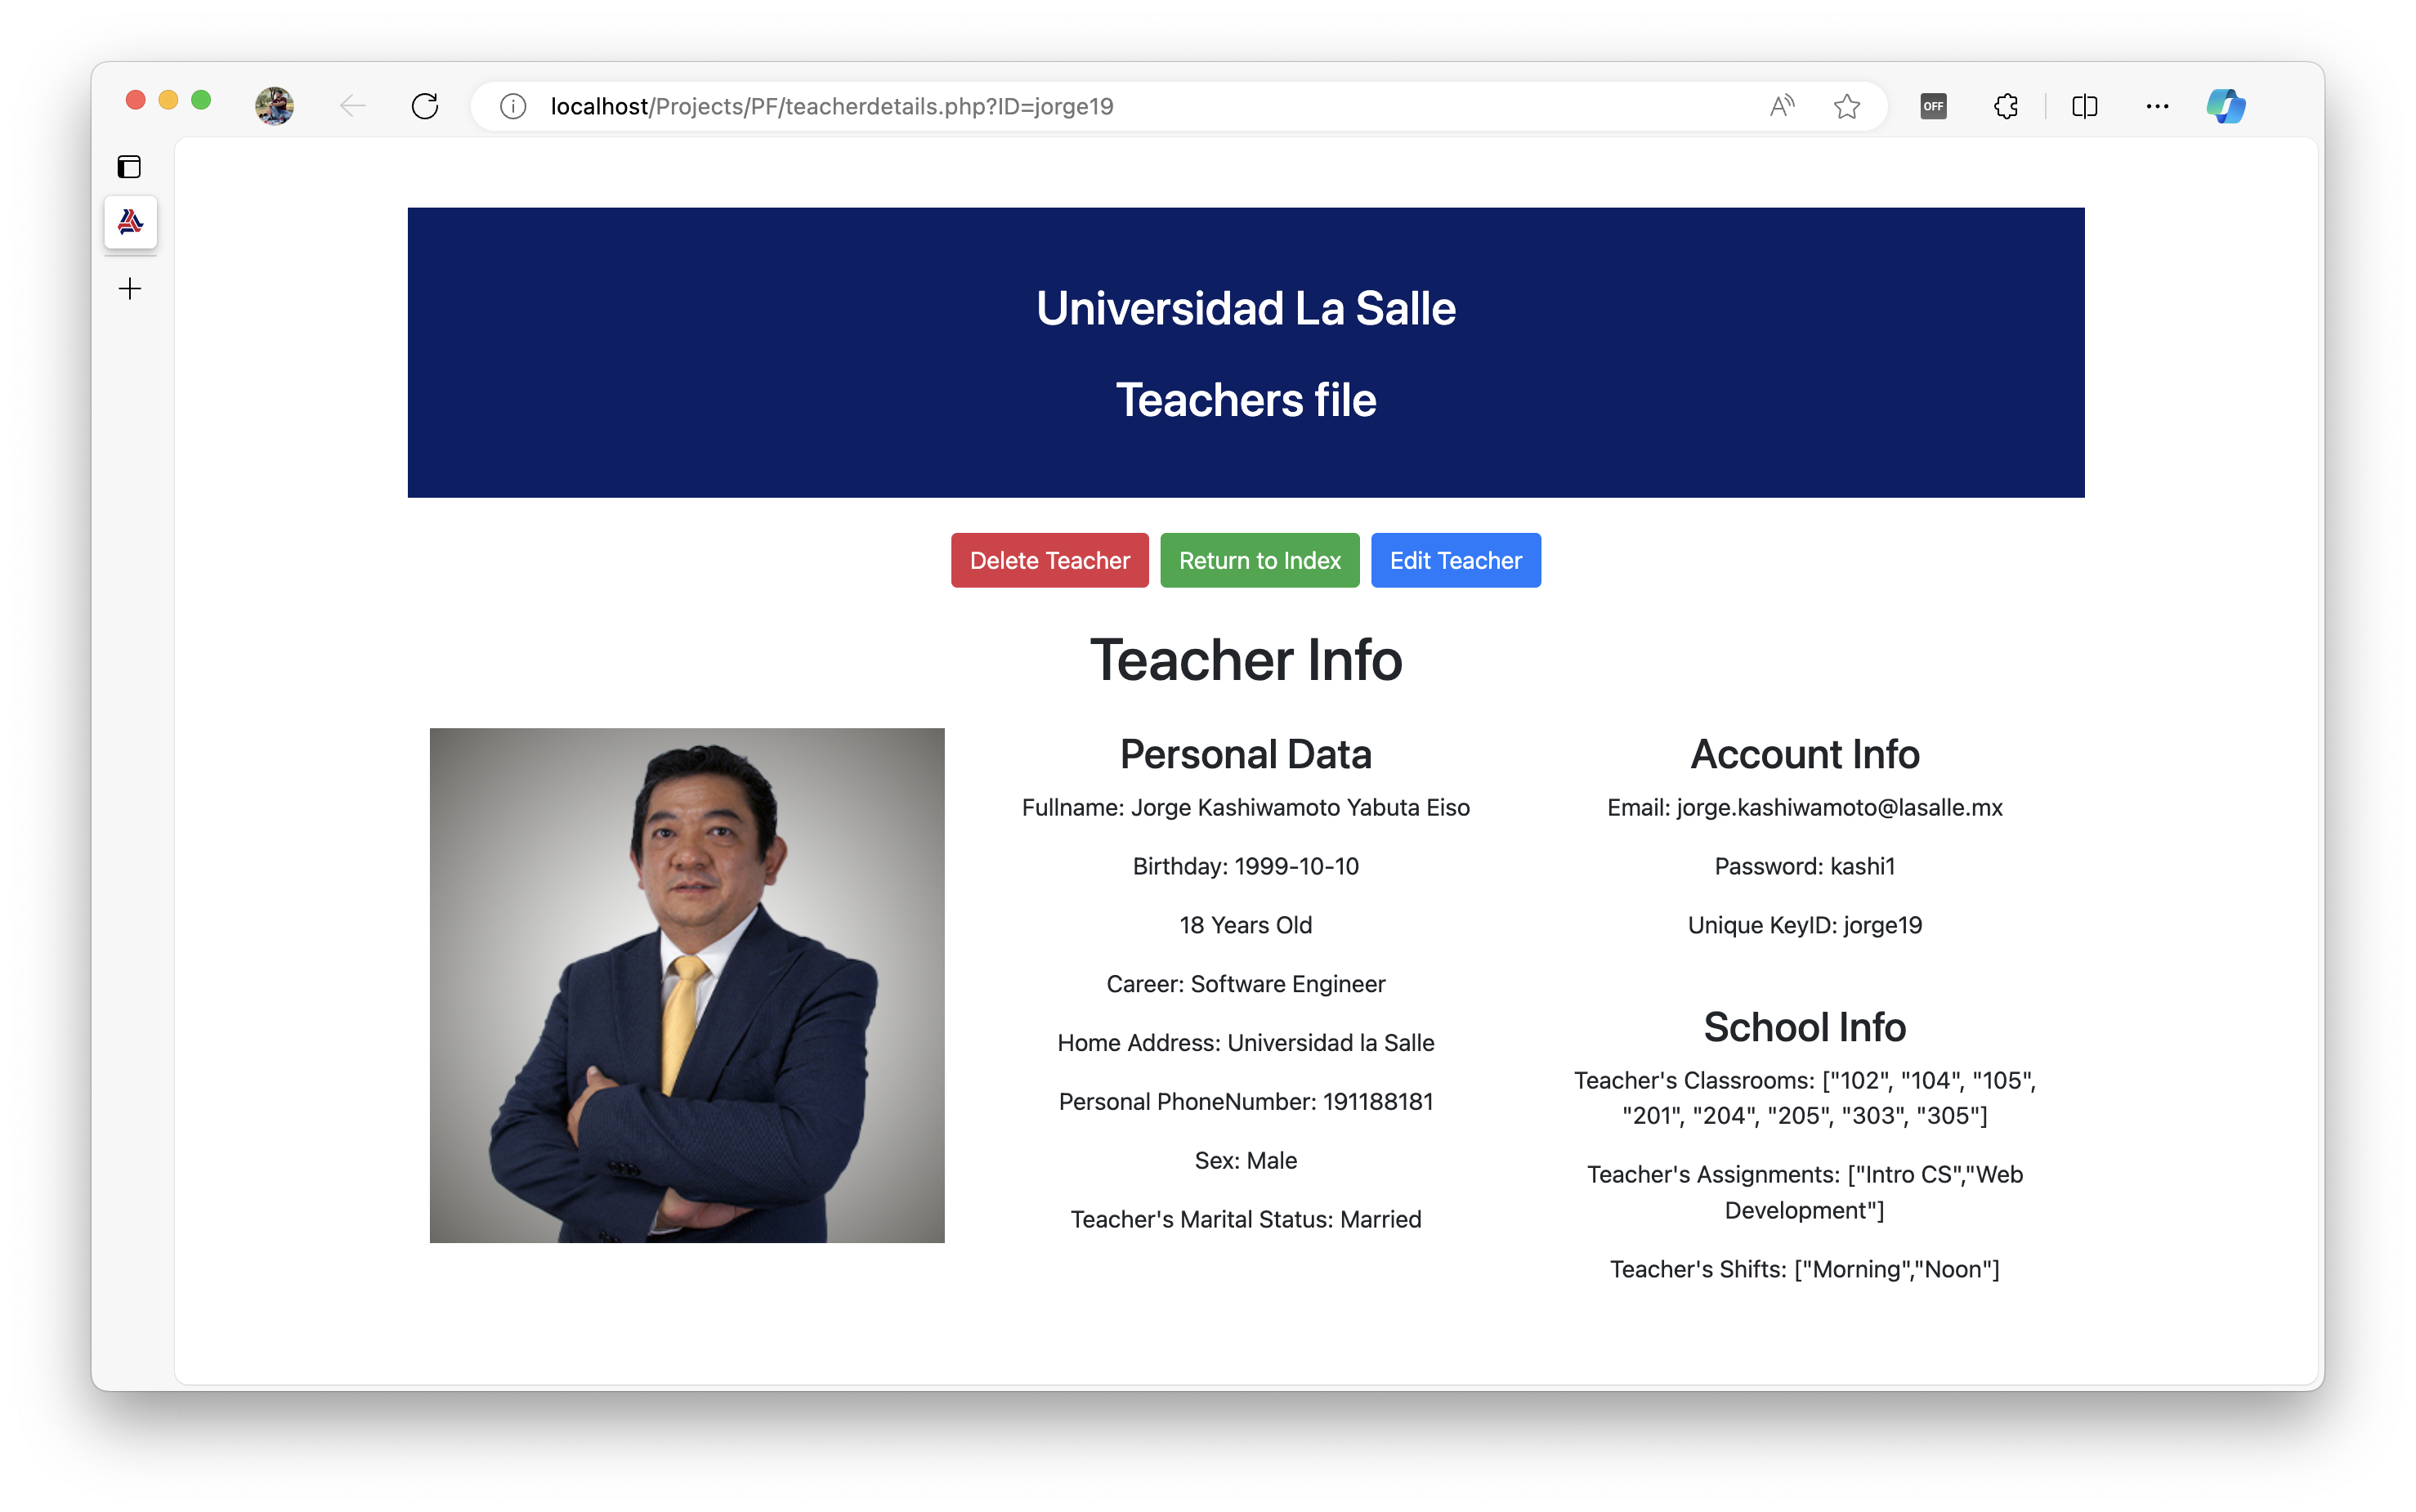 localhost/Projects/PF/teacherdetails.php?ID=jorge19
OFF
Universidad La Salle
Teachers file
Delete Teacher
Return to Index
Edit Teacher
Teacher Info
Personal Data
Fullname: Jorge Kashiwamoto Yabuta Eiso
Birthday: 1999-10-10
18 Years Old
Career: Software Engineer
Home Address: Universidad la Salle
Personal PhoneNumber: 191188181
Sex: Male
Teacher's Marital Status: Married
Account Info
Email: jorge.kashiwamoto@lasalle.mx
Password: kashi1
Unique KeyID: jorge19
School Info
Teacher's Classrooms: ["102", "104", "105",
"201", "204", "205", "303", "305"]
Teacher's Assignments: ["Intro CS","Web
Development"]
Teacher's Shifts: ["Morning","Noon"]